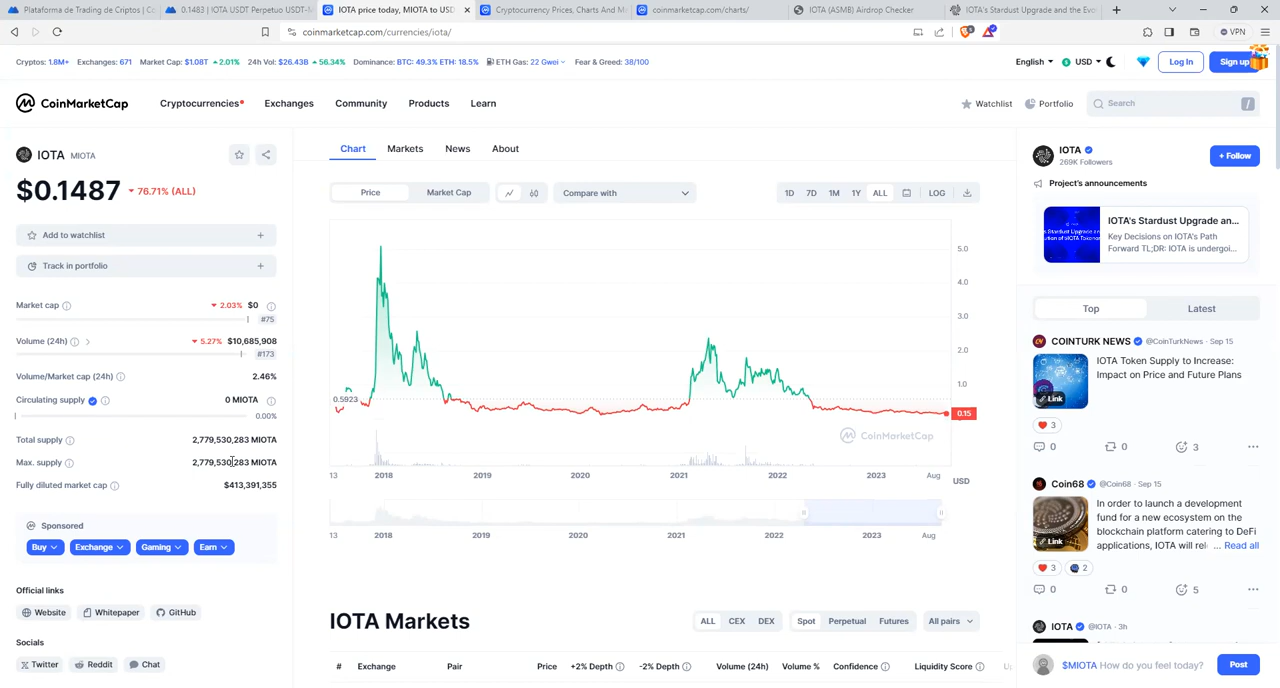 Plataforma de Trading de Criptos | Co
0.1483 | IOTA USDT Perpetuo USDT-M
IOTA price today, MIOTA to USD
Cryptocurrency Prices, Charts And M
coinmarketcap.com/charts/
IOTA (ASMB) Airdrop Checker
IOTA's Stardust Upgrade and the Evo
coinmarketcap.com/currencies/iota/
VPN
Cryptos: 1.8M+ Exchanges: 671 Market Cap: $1.08T 2.01% 24h Vol: $26.43B 56.34% Dominance: BTC: 49.3% ETH: 18.5% ETH Gas: 22 Gwei Fear & Greed: 38/100
English USD Log In Sign up
CoinMarketCap
Cryptocurrencies Exchanges Community Products Learn
Watchlist Portfolio Search /
IOTA MIOTA
$0.1487 76.71% (ALL)
Add to watchlist +
Track in portfolio +
Market cap 2.03% $0
#75
Volume (24h) 5.27% $10,685,908
#173
Volume/Market cap (24h) 2.46%
Circulating supply 0 MIOTA
0.00%
Total supply 2,779,530,283 MIOTA
Max. supply 2,779,530,283 MIOTA
Fully diluted market cap $413,391,355
Sponsored
Buy Exchange Gaming Earn
Official links
Website Whitepaper GitHub
Socials
Twitter Reddit Chat
Chart Markets News About
Price Market Cap Compare with 1D 7D 1M 1Y ALL LOG
5.0
4.0
3.0
2.0
1.0
0.5923
0.15
CoinMarketCap
13 2018 2019 2020 2021 2022 2023 Aug
USD
13 2018 2019 2020 2021 2022 2023 Aug
IOTA Markets
ALL CEX DEX Spot Perpetual Futures All pairs
# Exchange Pair Price +2% Depth -2% Depth Volume (24h) Volume % Confidence Liquidity Score
IOTA
269K Followers
+ Follow
Project's announcements
IOTA's Stardust Upgrade an...
Key Decisions on IOTA's Path
Forward TL;DR: IOTA is undergoi...
Top Latest
COINTURK NEWS @CoinTurkNews · Sep 15
IOTA Token Supply to Increase:
Impact on Price and Future Plans
Link
3
0 0 3
Coin68 @Coin68 · Sep 15
In order to launch a development
fund for a new ecosystem on the
blockchain platform catering to DeFi
applications, IOTA will rel ... Read all
Link
3 2
0 0 5
IOTA @IOTA · 3h
$MIOTA How do you feel today? Post